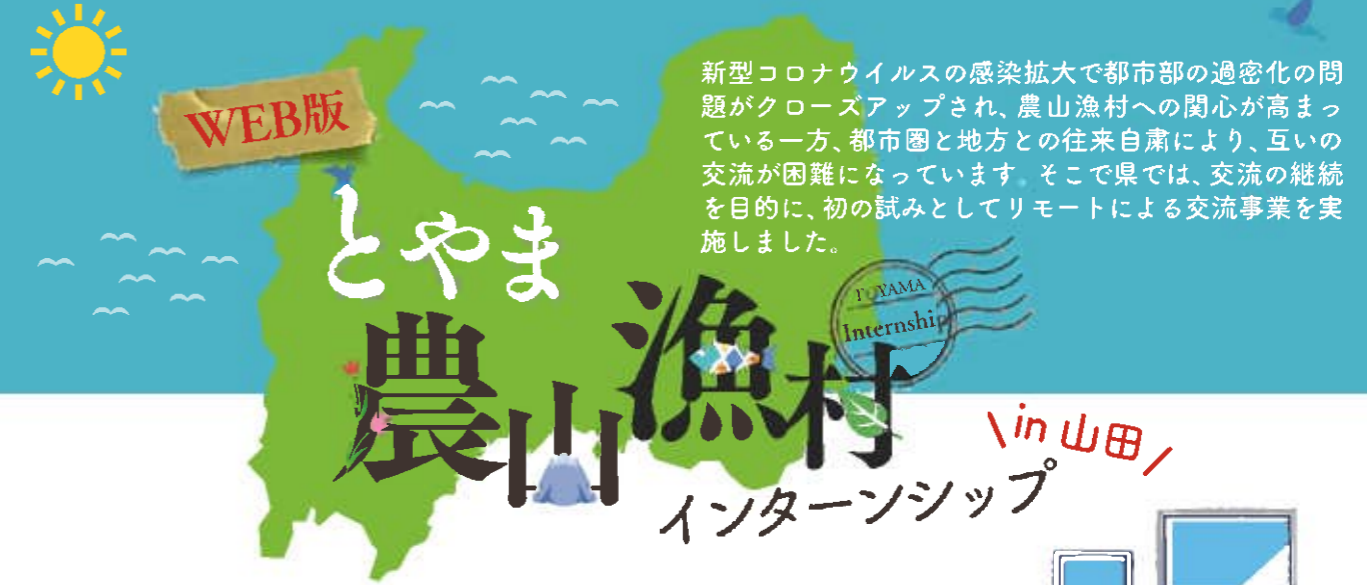 WEB版
新型コロナウイルスの感染拡大で都市部の過密化の問
題がクローズアップされ、農山漁村への関心が高まっ
ている一方、都市圏と地方との往来自粛により、互いの
交流が困難になっています。そこで県では、交流の継続
を目的に、初の試みとしてリモートによる交流事業を実
施しました。
とやま
農山漁村
インターンシップ
\in 山田/
TOYAMA
Internship